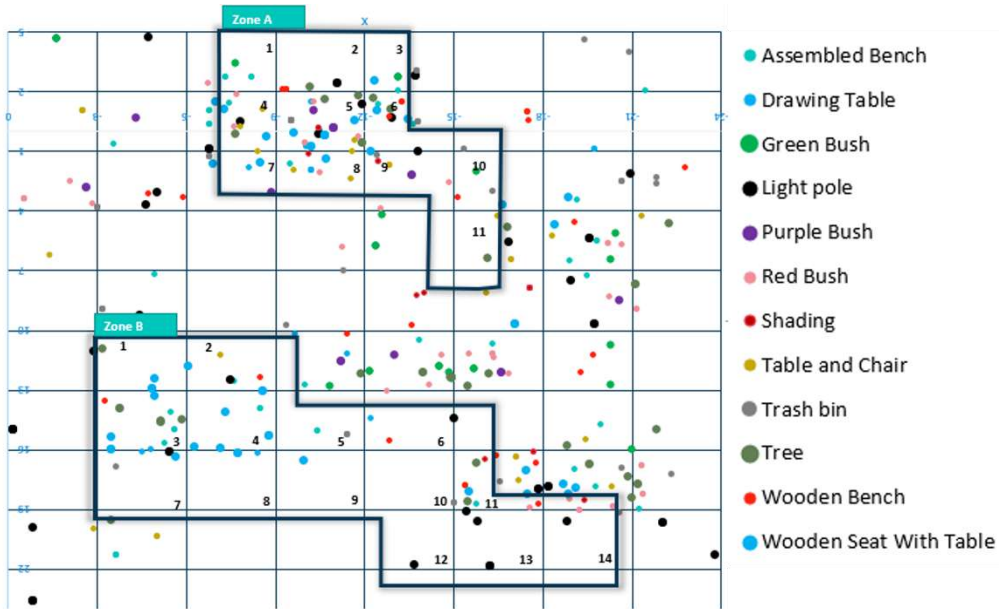 Zone A
X
1 2 3
4 5 6
7 8 9 10
11
Zone B
1 2
3 4 5 6
7 8 9 10 11
12 13 14
Assembled Bench
Drawing Table
Green Bush
Light pole
Purple Bush
Red Bush
Shading
Table and Chair
Trash bin
Tree
Wooden Bench
Wooden Seat With Table